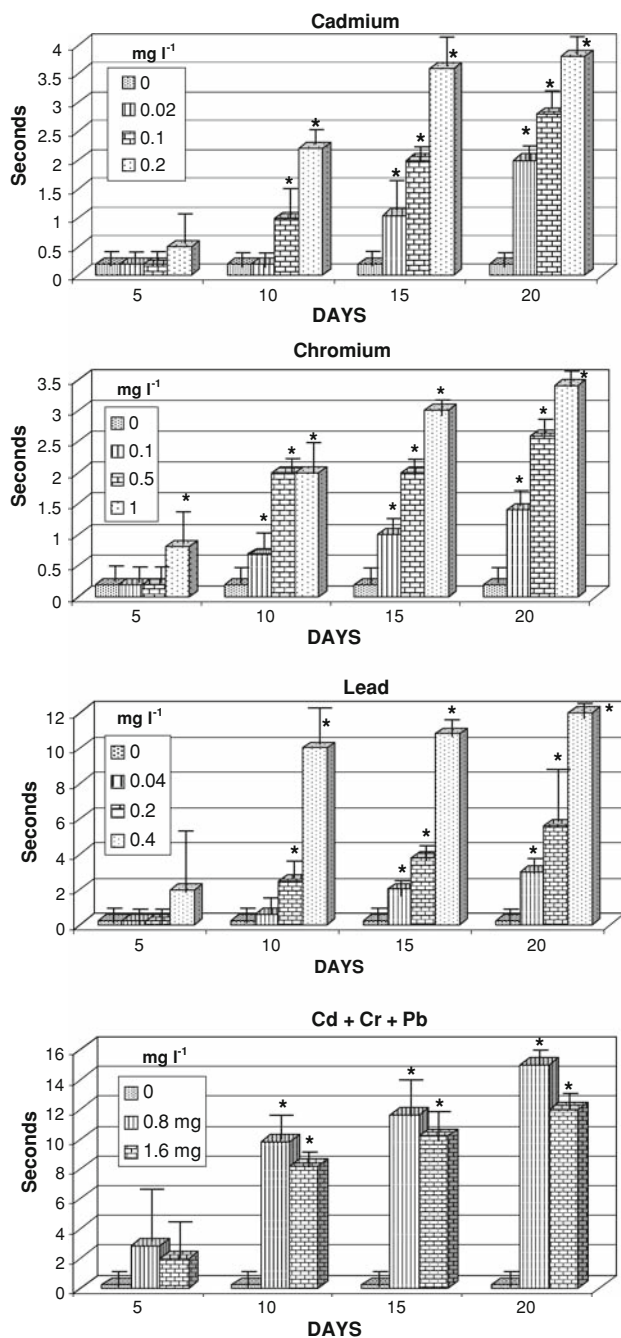 Cadmium
mg l-1
0
0.02
0.1
0.2
4
3.5
3
2.5
2
1.5
1
0.5
0
Seconds
* * * * * * * *
5 10 15 20
DAYS
Chromium
mg l-1
0
0.1
0.5
1
3.5
3
2.5
2
1.5
1
0.5
0
Seconds
* * * * * * * * * *
5 10 15 20
DAYS
Lead
mg l-1
0
0.04
0.2
0.4
12
10
8
6
4
2
0
Seconds
* * * * * * * *
5 10 15 20
DAYS
Cd + Cr + Pb
mg l-1
0
0.8 mg
1.6 mg
16
14
12
10
8
6
4
2
0
Seconds
* * * * * *
5 10 15 20
DAYS